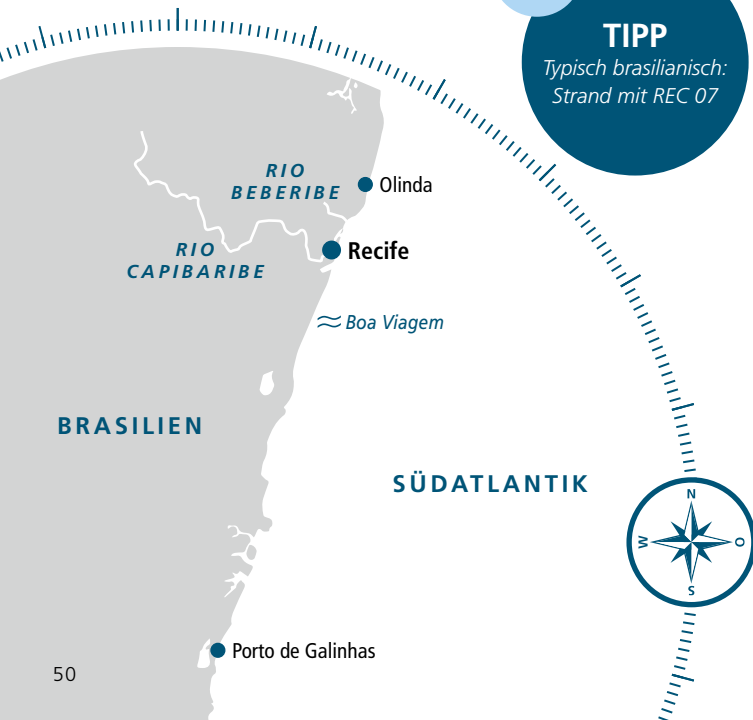 TIPP
Typisch brasilianisch:
Strand mit REC 07
RIO
BEBERIBE
Olinda
RIO
CAPIBARIBE
Recife
Boa Viagem
BRASILIEN
SÜDATLANTIK
N
W
O
S
Porto de Galinhas
50